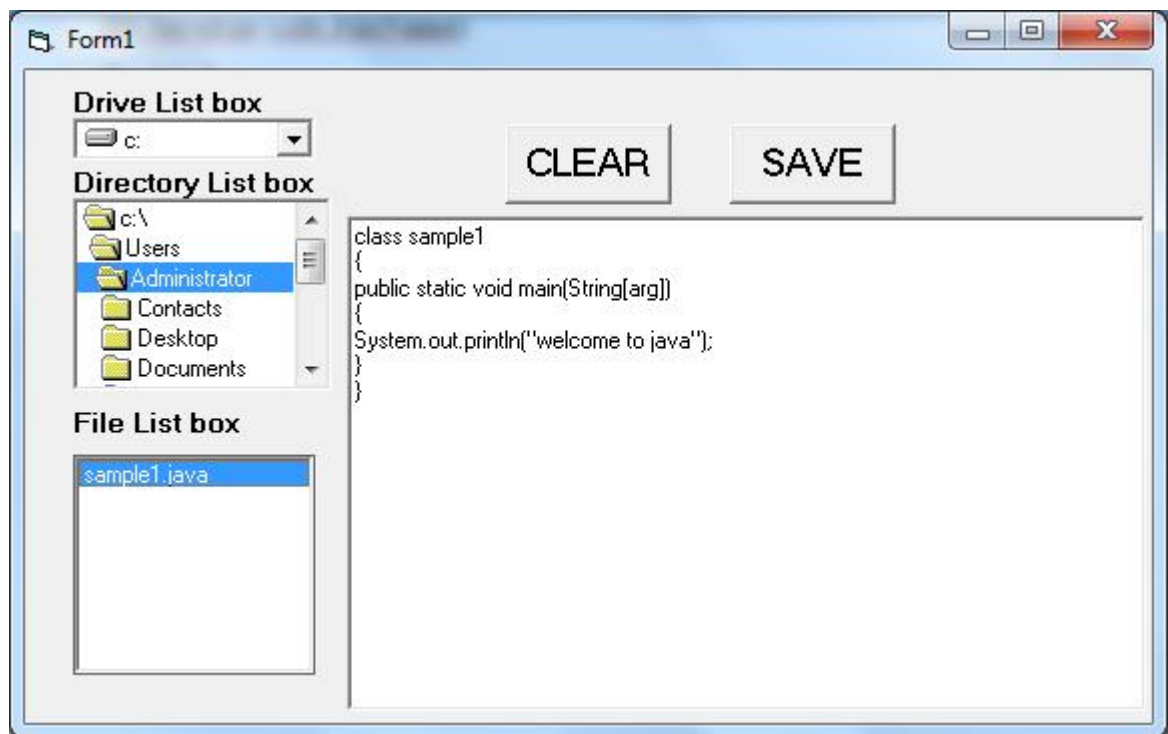 Form1
Drive List box
c:
Directory List box
c:\
Users
Administrator
Contacts
Desktop
Documents
File List box
sample1.java
CLEAR
SAVE
class sample1
{
public static void main(String[arg])
{
System.out.println("welcome to java");
}
}